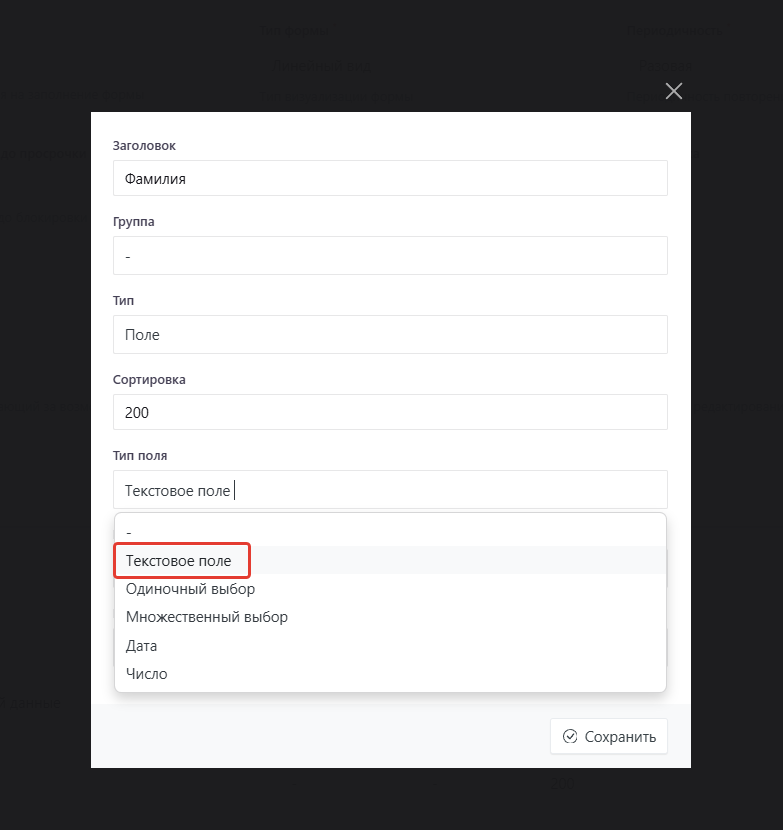 Заголовок
Фамилия
Группа
-
Тип
Поле
Сортировка
200
Тип поля
Текстовое поле
-
Текстовое поле
Одиночный выбор
Множественный выбор
Дата
Число
Сохранить